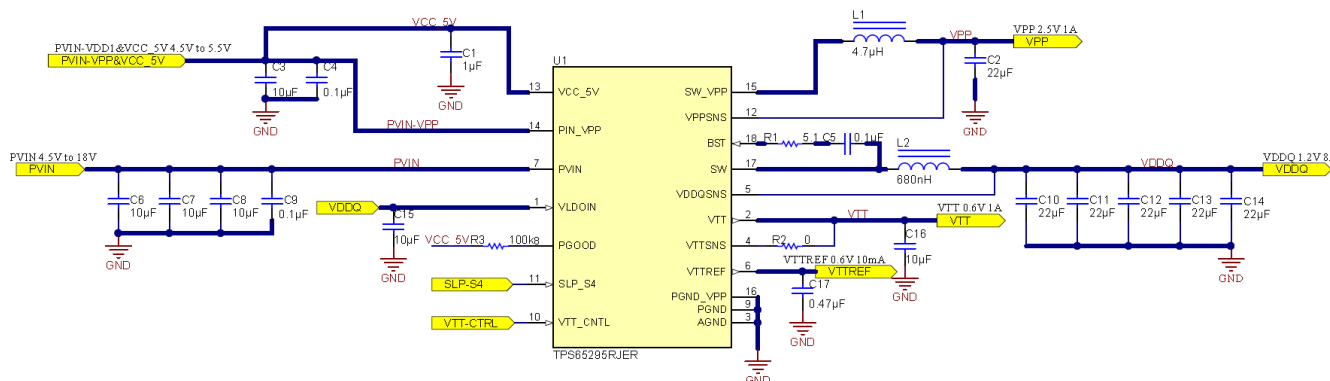 VCC_5V
L1
VPP 2.5V 1A
PVIN-VDD1&VCC_5V 4.5V to 5.5V
VPP
VPP
PVIN-VPP&VCC_5V
C1
1μF
4.7μH
C2
22μF
C3
10μF
C4
0.1μF
GND
GND
GND
U1
13
VCC_5V
SW_VPP
15
VPPSNS
12
PVIN-VPP
14
PIN_VPP
BST
18
R1
5.1
C5
0.1uF
L2
PVIN 4.5V to 18V
PVIN
PVIN
7
PVIN
SW
17
680nH
VDDQ
VDDQ 1.2V 8.
VDDQ
VDDQSNS
5
C6
10μF
C7
10μF
C8
10μF
C9
0.1μF
C10
22μF
C11
22μF
C12
22μF
C13
22μF
C14
22μF
VDDQ
1
VLDOIN
VTT
2
VTT
VTT 0.6V 1A
VTT
C15
10μF
GND
GND
VCC_5V
R3
100k
8
PGOOD
VTTSNS
4
R2
0
C16
10μF
GND
GND
VTTREF
6
VTTREF 0.6V 10mA
VTTREF
SLP-S4
11
SLP_S4
C17
0.47μF
GND
PGND_VPP
16
PGND
9
AGND
3
VTT-CTRL
10
VTT_CNTL
TPS65295RJER
GND